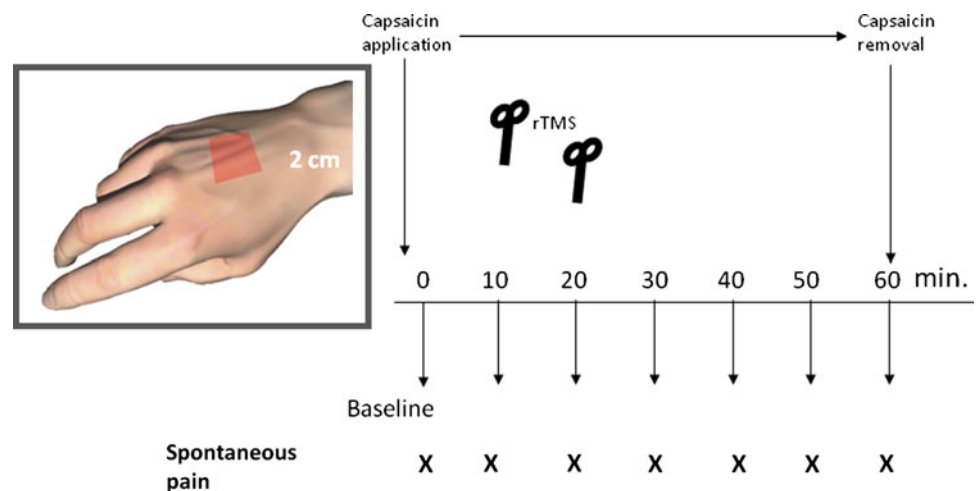 Capsaicin
application
Capsaicin
removal
2 cm
rTMS
0 10 20 30 40 50 60 min.
Baseline
Spontaneous
pain
X X X X X X X